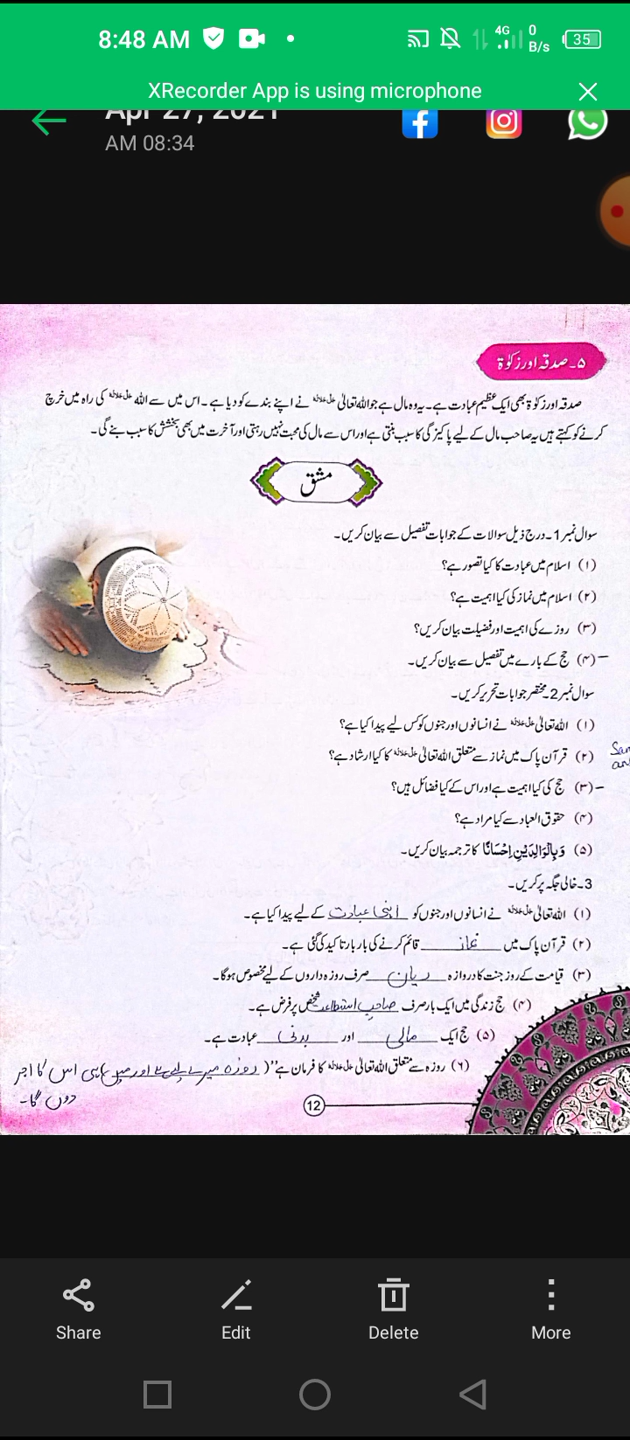 8:48 AM
4G
0 B/s
35
XRecorder App is using microphone
Apr 27, 2021
AM 08:34
۵۔ صدقہ اور زکوٰۃ
صدقہ اور زکوٰۃ بھی ایک عظیم عبادت ہے۔ یہ وہ مال ہے جو اللہ تعالیٰ جل جلالہ نے اپنے بندے کو دیا ہے۔ اس میں سے اللہ جل جلالہ کی راہ میں خرچ
کرنے کو کہتے ہیں یہ صاحب مال کے لیے پاکیزگی کا سبب بنتی ہے اور اس سے مال کی محبت نہیں رہتی اور آخرت میں بھی بخشش کا سبب بنے گی۔
مشق
سوال نمبر 1۔ درج ذیل سوالات کے جوابات تفصیل سے بیان کریں۔
(۱) اسلام میں عبادت کا کیا تصور ہے؟
(۲) اسلام میں نماز کی کیا اہمیت ہے؟
(۳) روزے کی اہمیت اور فضیلت بیان کریں؟
(۴) حج کے بارے میں تفصیل سے بیان کریں۔
سوال نمبر 2۔ مختصر جوابات تحریر کریں۔
(۱) اللہ تعالیٰ جل جلالہ نے انسانوں اور جنوں کو کس لیے پیدا کیا ہے؟
(۲) قرآن پاک میں نماز سے متعلق اللہ تعالیٰ جل جلالہ کا کیا ارشاد ہے؟
(۳) حج کی کیا اہمیت ہے اور اس کے کیا فضائل ہیں؟
(۴) حقوق العباد سے کیا مراد ہے؟
(۵) وَبِالْوَالِدَیْنِ اِحْسَانًا کا ترجمہ بیان کریں۔
3۔ خالی جگہ پر کریں۔
(۱) اللہ تعالیٰ جل جلالہ نے انسانوں اور جنوں کو اپنی عبادت کے لیے پیدا کیا ہے۔
(۲) قرآن پاک میں نماز قائم کرنے کی بار بار تاکید کی گئی ہے۔
(۳) قیامت کے روز جنت کا دروازہ ریان صرف روزہ داروں کے لیے مخصوص ہوگا۔
(۴) حج زندگی میں ایک بار صرف صاحب استطاعت شخص پر فرض ہے۔
(۵) حج ایک مالی اور بدنی عبادت ہے۔
(۶) روزہ سے متعلق اللہ تعالیٰ جل جلالہ کا فرمان ہے "(روزہ میرے لیے ہے اور میں) ہی اس کا اجر
دوں گا۔
12
Share
Edit
Delete
More